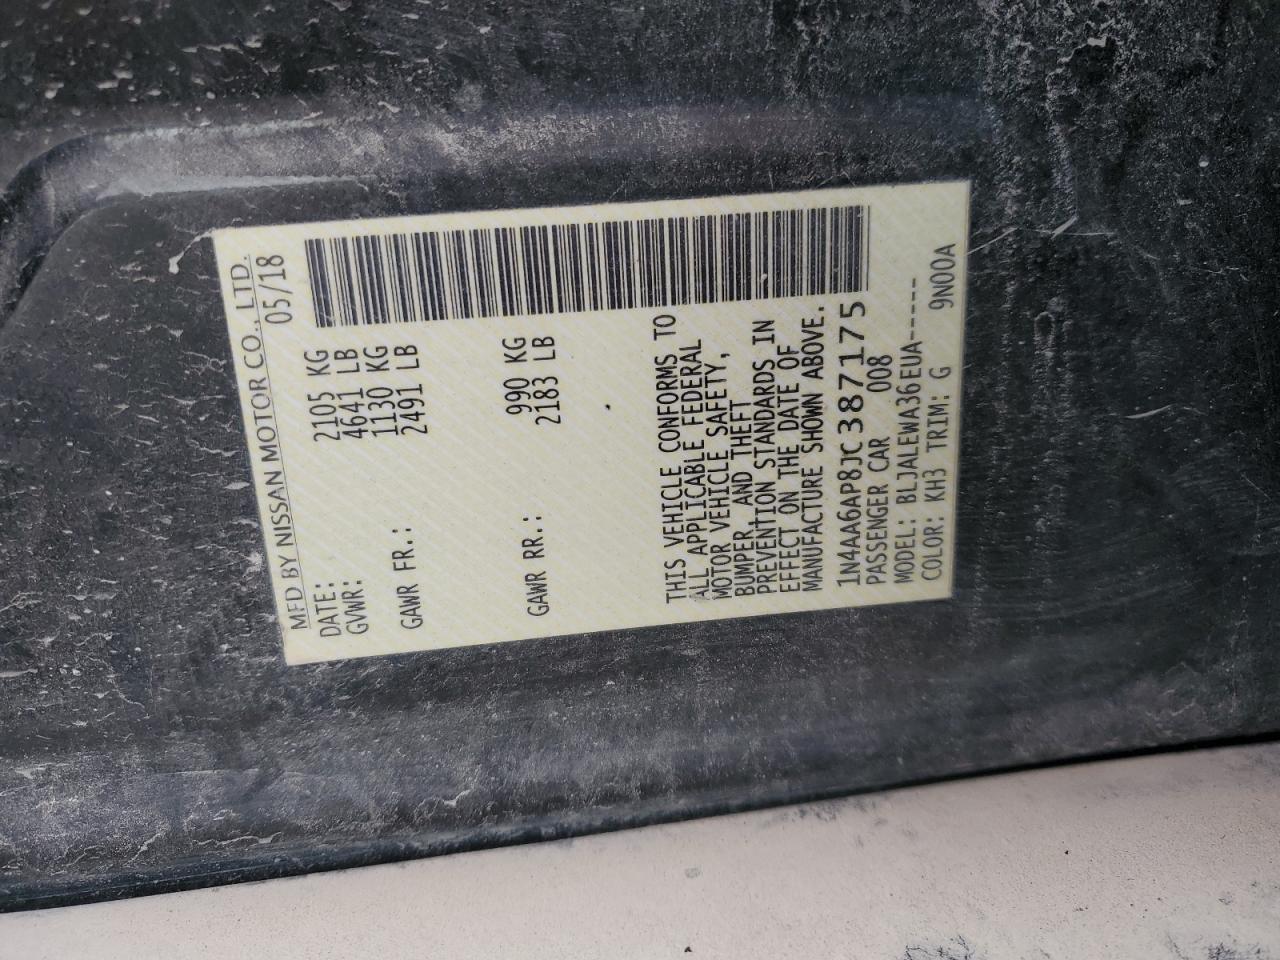 MFD BY NISSAN MOTOR CO., LTD.
DATE: 05/18
GVWR: 2105 KG
4641 LB
GAWR FR.: 1130 KG
2491 LB
GAWR RR.: 990 KG
2183 LB
THIS VEHICLE CONFORMS TO
ALL APPLICABLE FEDERAL
MOTOR VEHICLE SAFETY,
BUMPER, AND THEFT
PREVENTION STANDARDS IN
EFFECT ON THE DATE OF
MANUFACTURE SHOWN ABOVE.
1N4AA6AP8JC387175
PASSENGER CAR 008
MODEL: BLJALEWA36EUA-----
COLOR: KH3 TRIM: G 9N00A